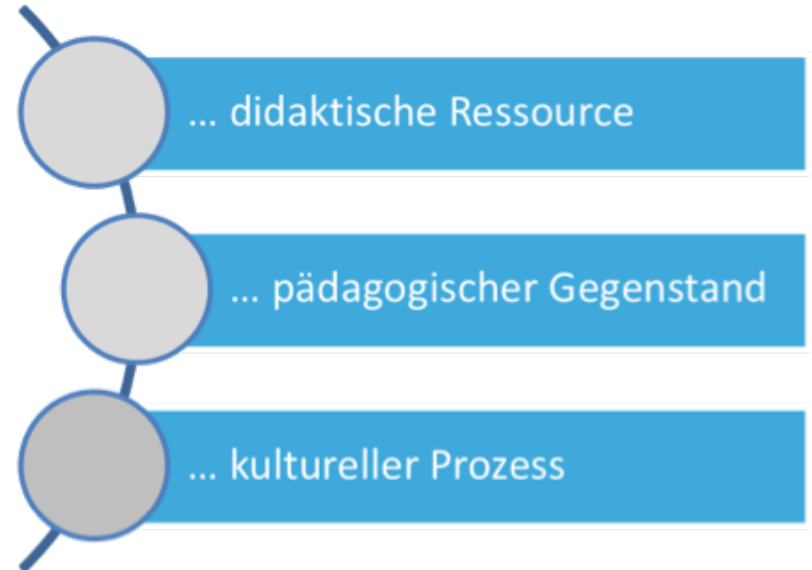 ... didaktische Ressource
... pädagogischer Gegenstand
... kultureller Prozess